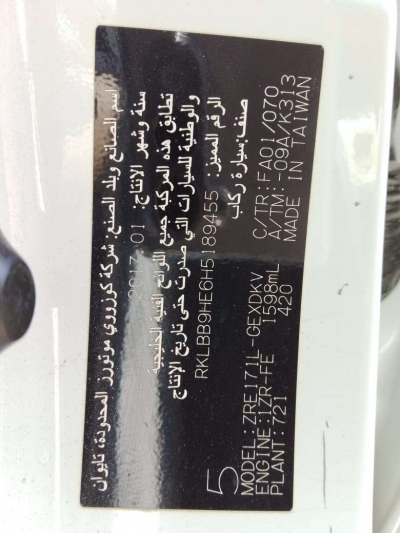 اسم الصانع وبلد الصنع: شركة كوزووي موتورز المحدودة، تايوان
سنة وشهر الإنتاج: 2017.01
تطابق هذه المركبة جميع اللوائح الفنية الخليجية
والوطنية للسيارات التي صدرت حتى تاريخ الإنتاج
الرقم المميز: RKLBB9HE6H5189455
صنف: سيارة ركاب
5
MODEL:ZRE171L-GEXDKV C/TR:FA01/070
ENGINE:1ZR-FE 1598mL A/TM:-09A/K313
PLANT:721 420 MADE IN TAIWAN